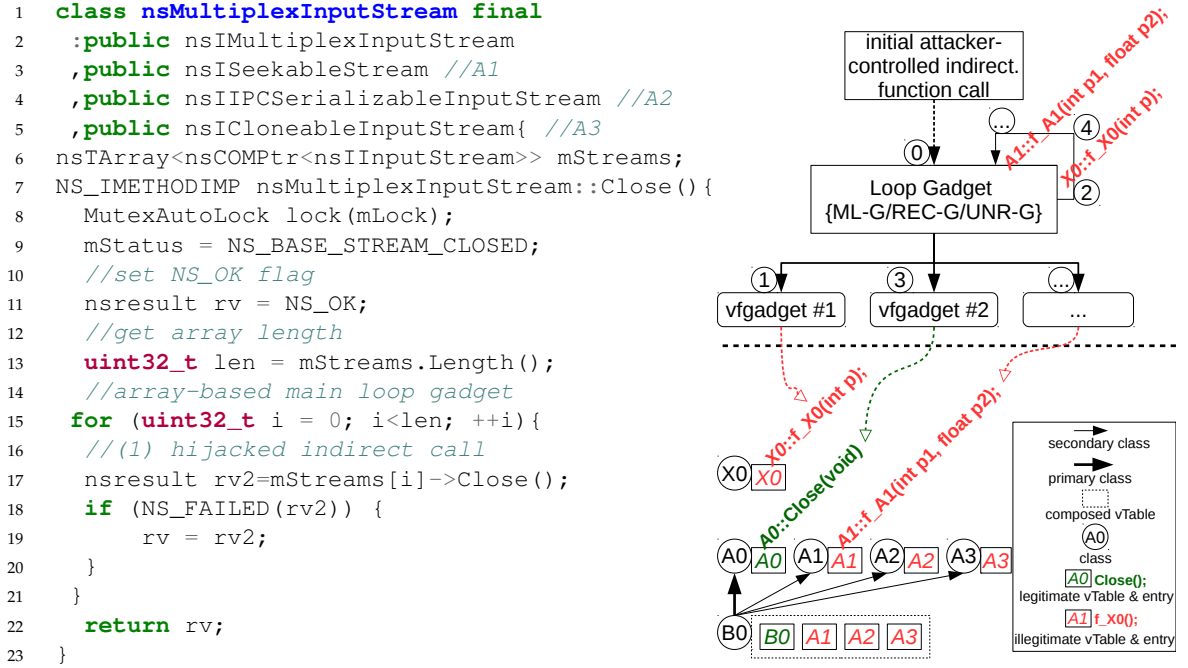 1 class nsMultiplexInputStream final
2 :public nsIMultiplexInputStream
3 ,public nsISeekableStream //A1
4 ,public nsIIPCSerializableInputStream //A2
5 ,public nsICloneableInputStream{ //A3
6 nsTArray<nsCOMPtr<nsIInputStream>> mStreams;
7 NS_IMETHODIMP nsMultiplexInputStream::Close(){
8 MutexAutoLock lock(mLock);
9 mStatus = NS_BASE_STREAM_CLOSED;
10 //set NS_OK flag
11 nsresult rv = NS_OK;
12 //get array length
13 uint32_t len = mStreams.Length();
14 //array-based main loop gadget
15 for (uint32_t i = 0; i<len; ++i){
16 //(1) hijacked indirect call
17 nsresult rv2=mStreams[i]->Close();
18 if (NS_FAILED(rv2)) {
19 rv = rv2;
20 }
21 }
22 return rv;
23 }
initial attacker-
controlled indirect.
function call
A1::f_A1(int p1, float p2);
X0::f_X0(int p);
...
4
0
2
Loop Gadget
{ML-G/REC-G/UNR-G}
1
3
...
vfgadget #1
vfgadget #2
...
X0::f_X0(int p);
A0::Close(void)
A1::f_A1(int p1, float p2);
X0 X0
A0 A0
A1 A1
A2 A2
A3 A3
B0
B0 A1 A2 A3
secondary class
primary class
composed vTable
A0
class
A0 Close();
legitimate vTable & entry
A1 f_X0();
illegitimate vTable & entry